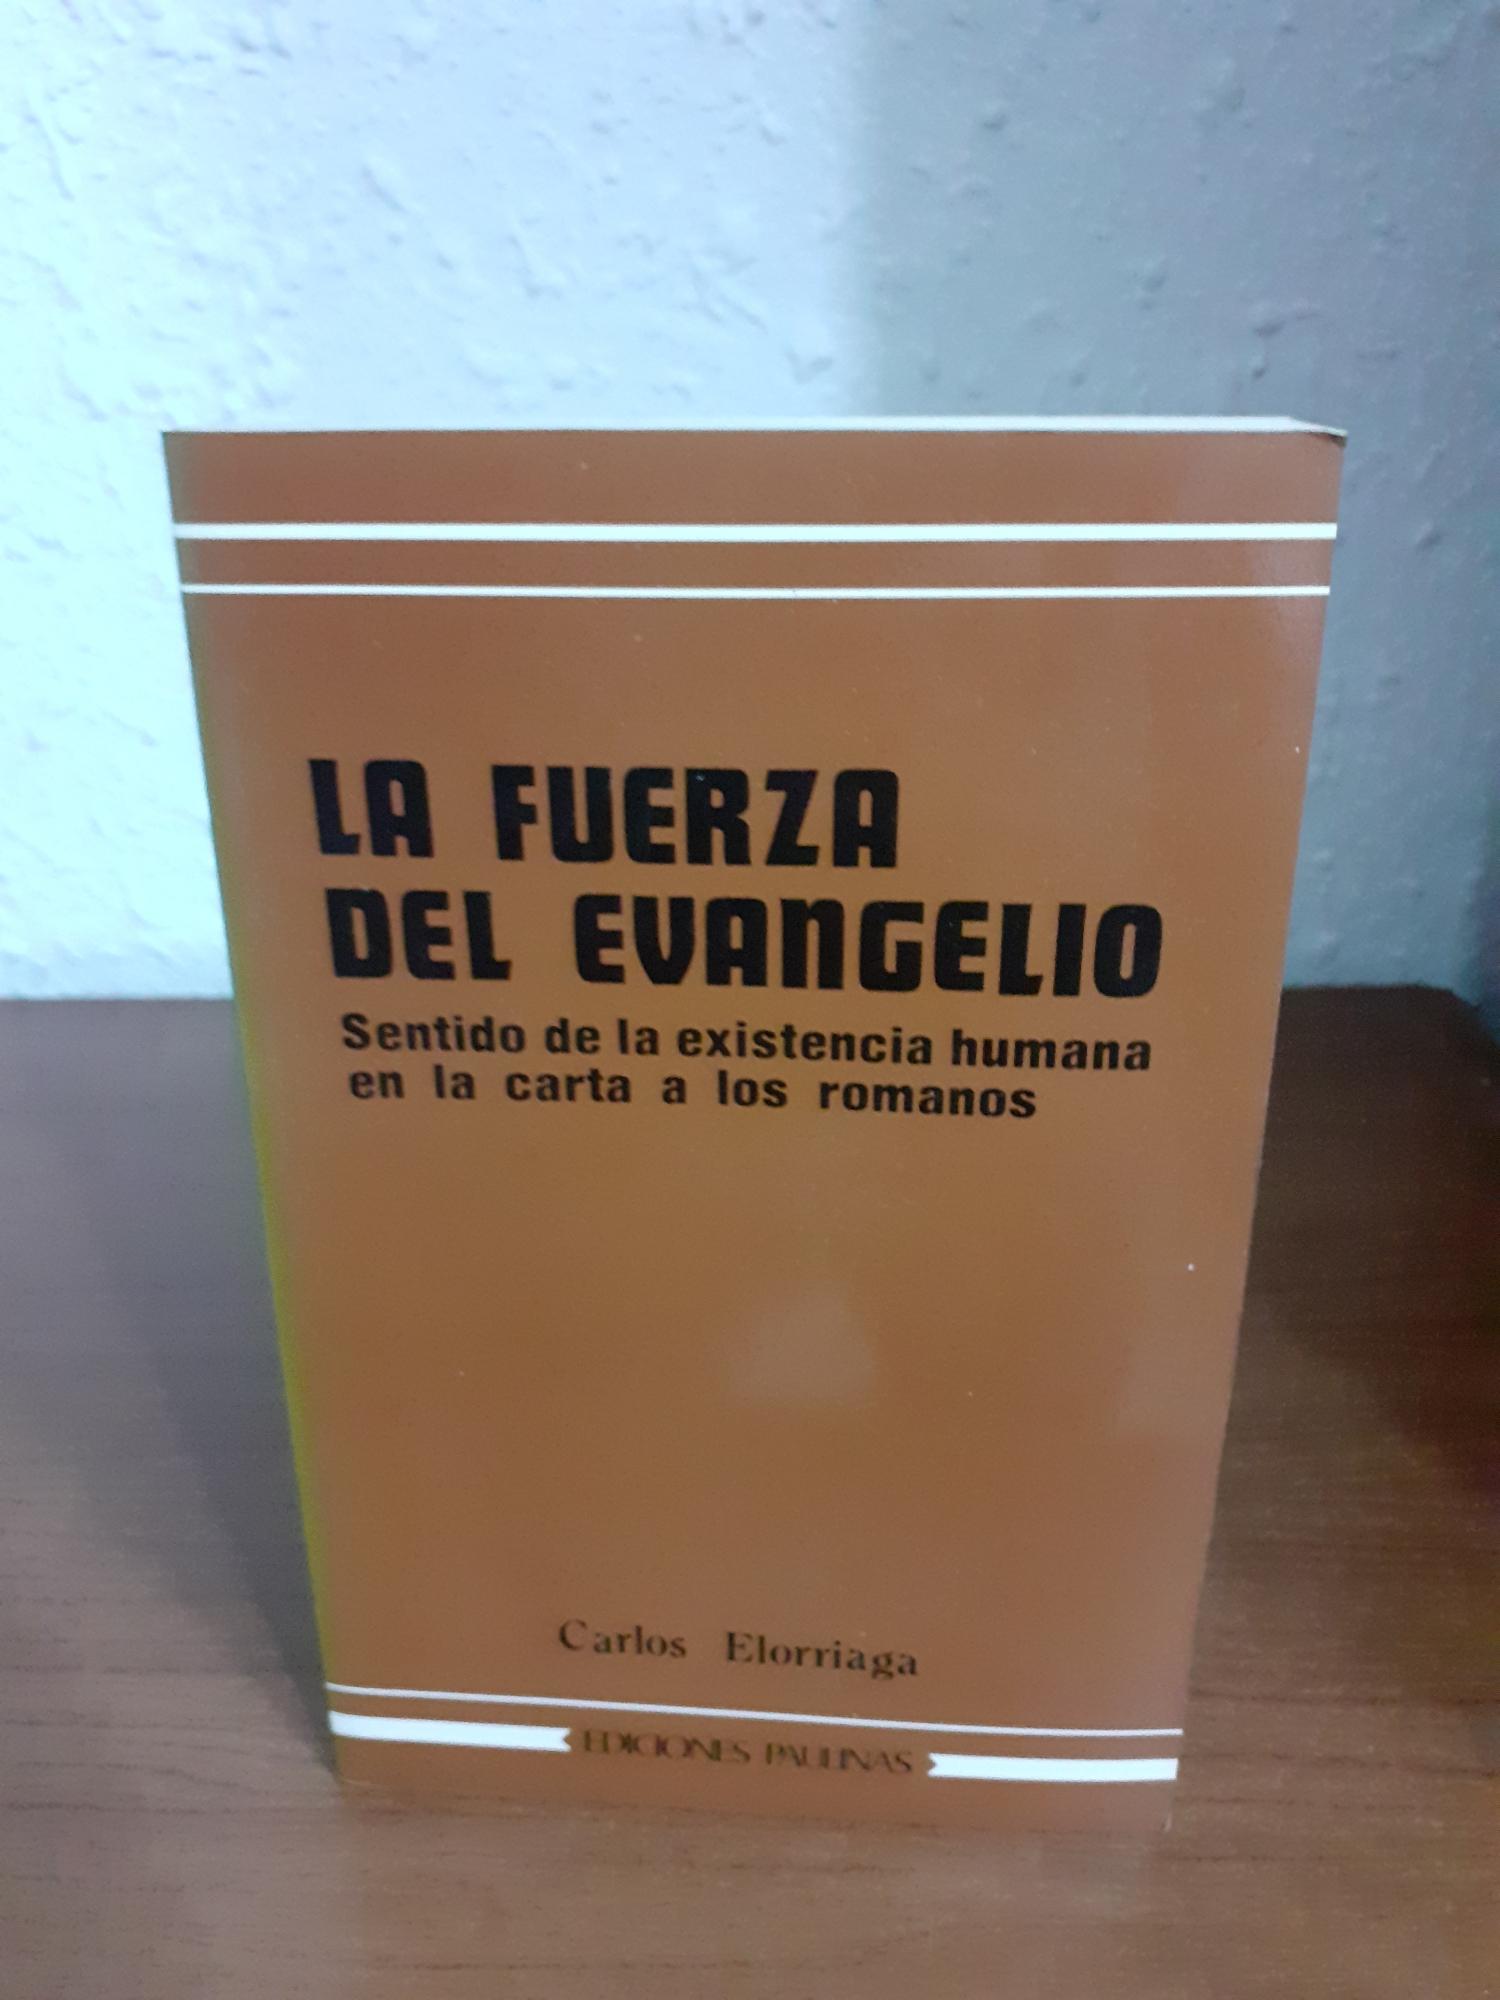 LA FUERZA
DEL EVANGELIO
Sentido de la existencia humana
en la carta a los romanos
Carlos Elorriaga
EDICIONES PAULINAS